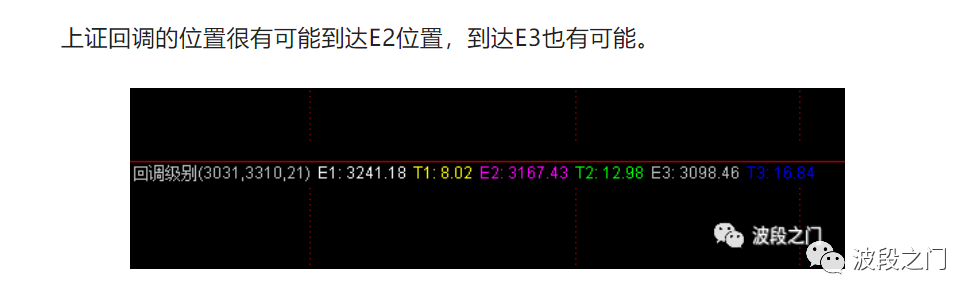 上证回调的位置很有可能到达E2位置，到达E3也有可能。
回调级别(3031,3310,21) E1: 3241.18 T1: 8.02 E2: 3167.43 T2: 12.98 E3: 3098.46 T3: 16.84
波段之门
波段之门